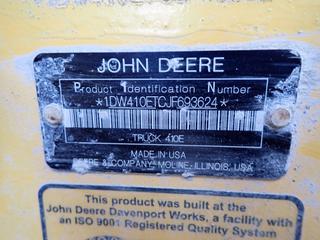 JOHN DEERE
Product Identification Number
*1DW410ETCJF693624*
TRUCK 410E
MADE IN USA
DEERE & COMPANY MOLINE, ILLINOIS, USA
This product was built at the
John Deere Davenport Works, a facility with
an ISO 9001 Registered Quality System